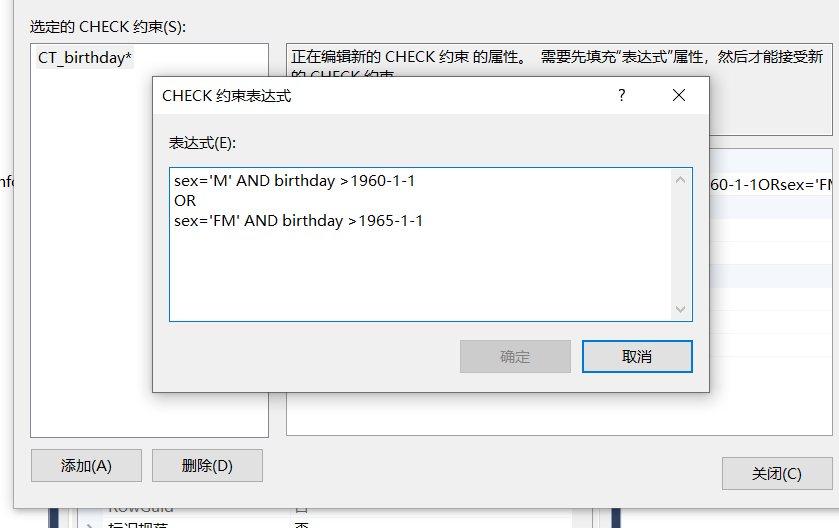 选定的 CHECK 约束(S):
CT_birthday*
正在编辑新的 CHECK 约束 的属性。 需要先填充“表达式”属性，然后才能接受新
的 CHECK 约束
CHECK 约束表达式
?
表达式(E):
sex='M' AND birthday >1960-1-1
OR
sex='FM' AND birthday >1965-1-1
60-1-1ORsex='FM
确定
取消
添加(A)
删除(D)
关闭(C)
RowGuid
否
标识规范
否